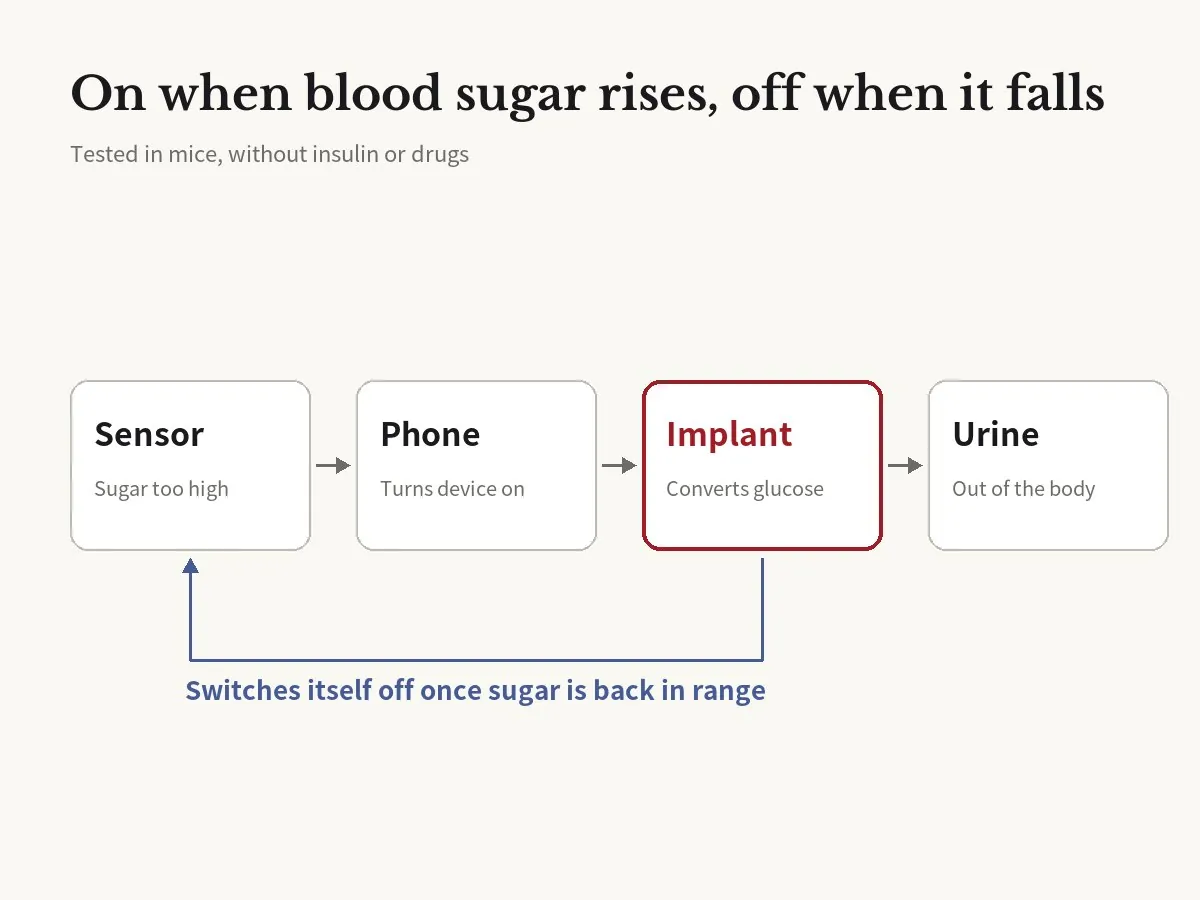 On when blood sugar rises, off when it falls
Tested in mice, without insulin or drugs
Sensor
Sugar too high
Phone
Turns device on
Implant
Converts glucose
Urine
Out of the body
Switches itself off once sugar is back in range